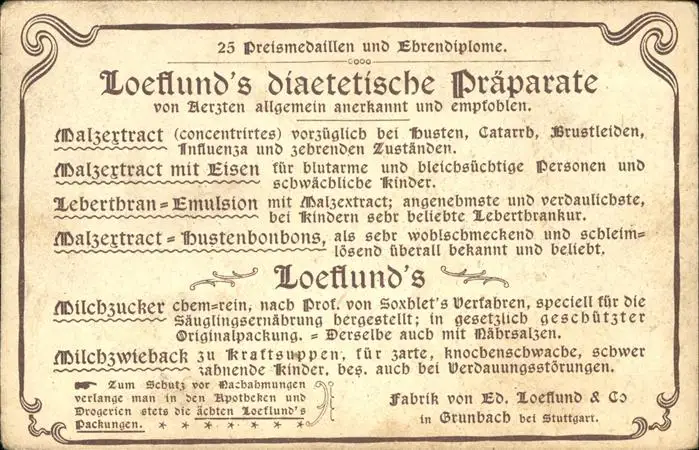 25 Preismedaillen und Ehrendiplome.
Loeflund's diaetetische Präparate
von Aerzten allgemein anerkannt und empfohlen.
Malzextract (concentrirtes) vorzüglich bei Husten, Catarrh, Brustleiden,
Influenza und zehrenden Zuständen.
Malzextract mit Eisen für blutarme und bleichsüchtige Personen und
schwächliche Kinder.
Leberthran=Emulsion mit Malzextract; angenehmste und verdaulichste,
bei Kindern sehr beliebte Leberthrankur.
Malzextract=Hustenbonbons, als sehr wohlschmeckend und schleim=
lösend überall bekannt und beliebt.
Loeflund's
Milchzucker chem=rein, nach Prof. von Soxhlet's Verfahren, speciell für die
Säuglingsernährung hergestellt; in gesetzlich geschützter
Originalpackung. = Derselbe auch mit Nährsalzen.
Milchzwieback zu Kraftsuppen, für zarte, knochenschwache, schwer
zahnende Kinder, bes. auch bei Verdauungsstörungen.
☛ Zum Schutz vor Nachahmungen
verlange man in den Apotheken und
Drogerien stets die ächten Loeflund's
Packungen. * * * * * * *
Fabrik von Ed. Loeflund & Co
in Grunbach bei Stuttgart.